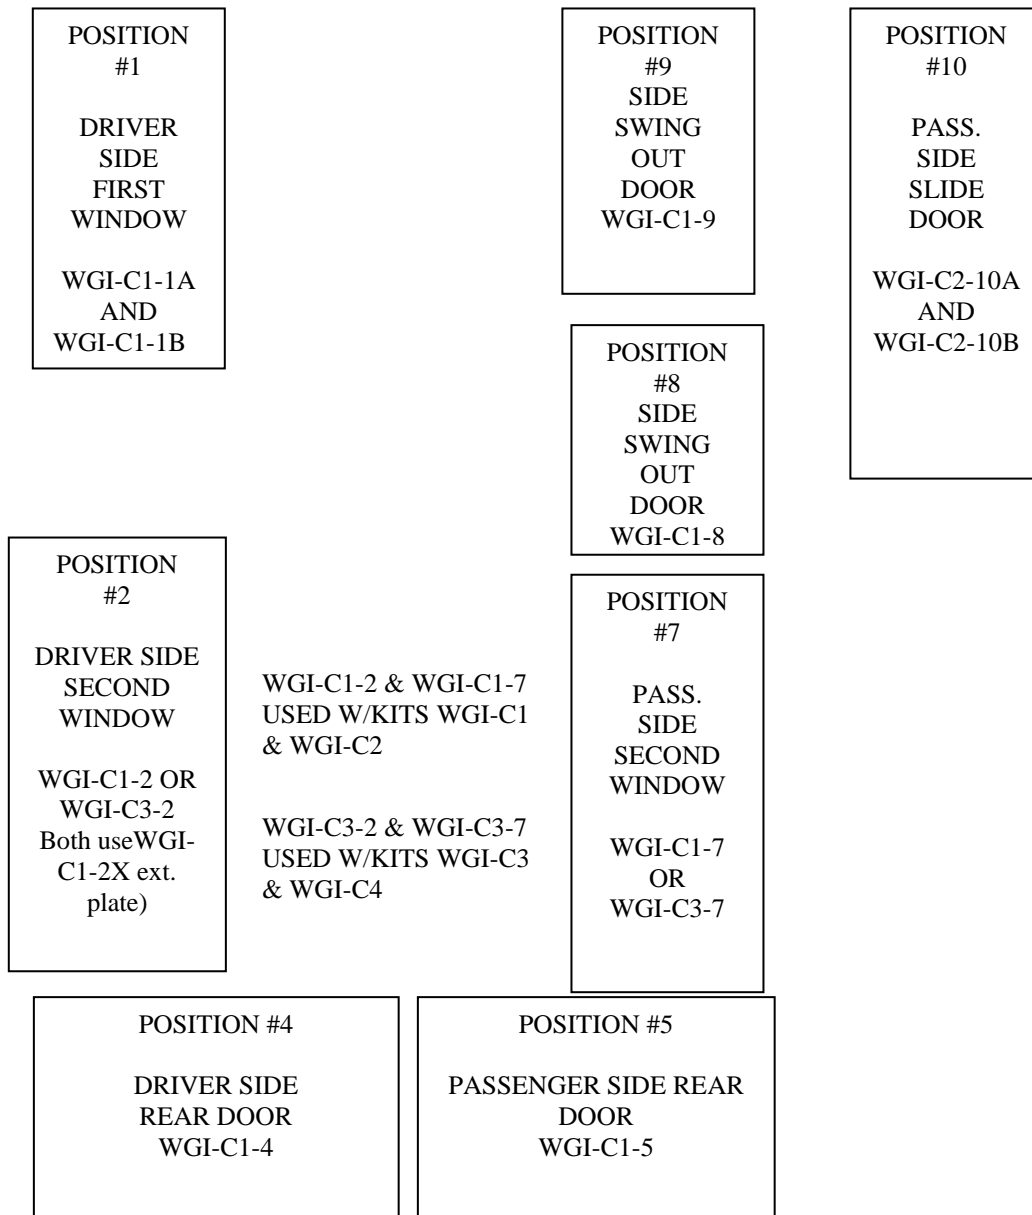 POSITION
#1
DRIVER
SIDE
FIRST
WINDOW
WGI-C1-1A
AND
WGI-C1-1B
POSITION
#9
SIDE
SWING
OUT
DOOR
WGI-C1-9
POSITION
#10
PASS.
SIDE
SLIDE
DOOR
WGI-C2-10A
AND
WGI-C2-10B
POSITION
#8
SIDE
SWING
OUT
DOOR
WGI-C1-8
POSITION
#2
DRIVER SIDE
SECOND
WINDOW
WGI-C1-2 OR
WGI-C3-2
Both useWGI-
C1-2X ext.
plate)
WGI-C1-2 & WGI-C1-7
USED W/KITS WGI-C1
& WGI-C2
WGI-C3-2 & WGI-C3-7
USED W/KITS WGI-C3
& WGI-C4
POSITION
#7
PASS.
SIDE
SECOND
WINDOW
WGI-C1-7
OR
WGI-C3-7
POSITION #4
DRIVER SIDE
REAR DOOR
WGI-C1-4
POSITION #5
PASSENGER SIDE REAR
DOOR
WGI-C1-5